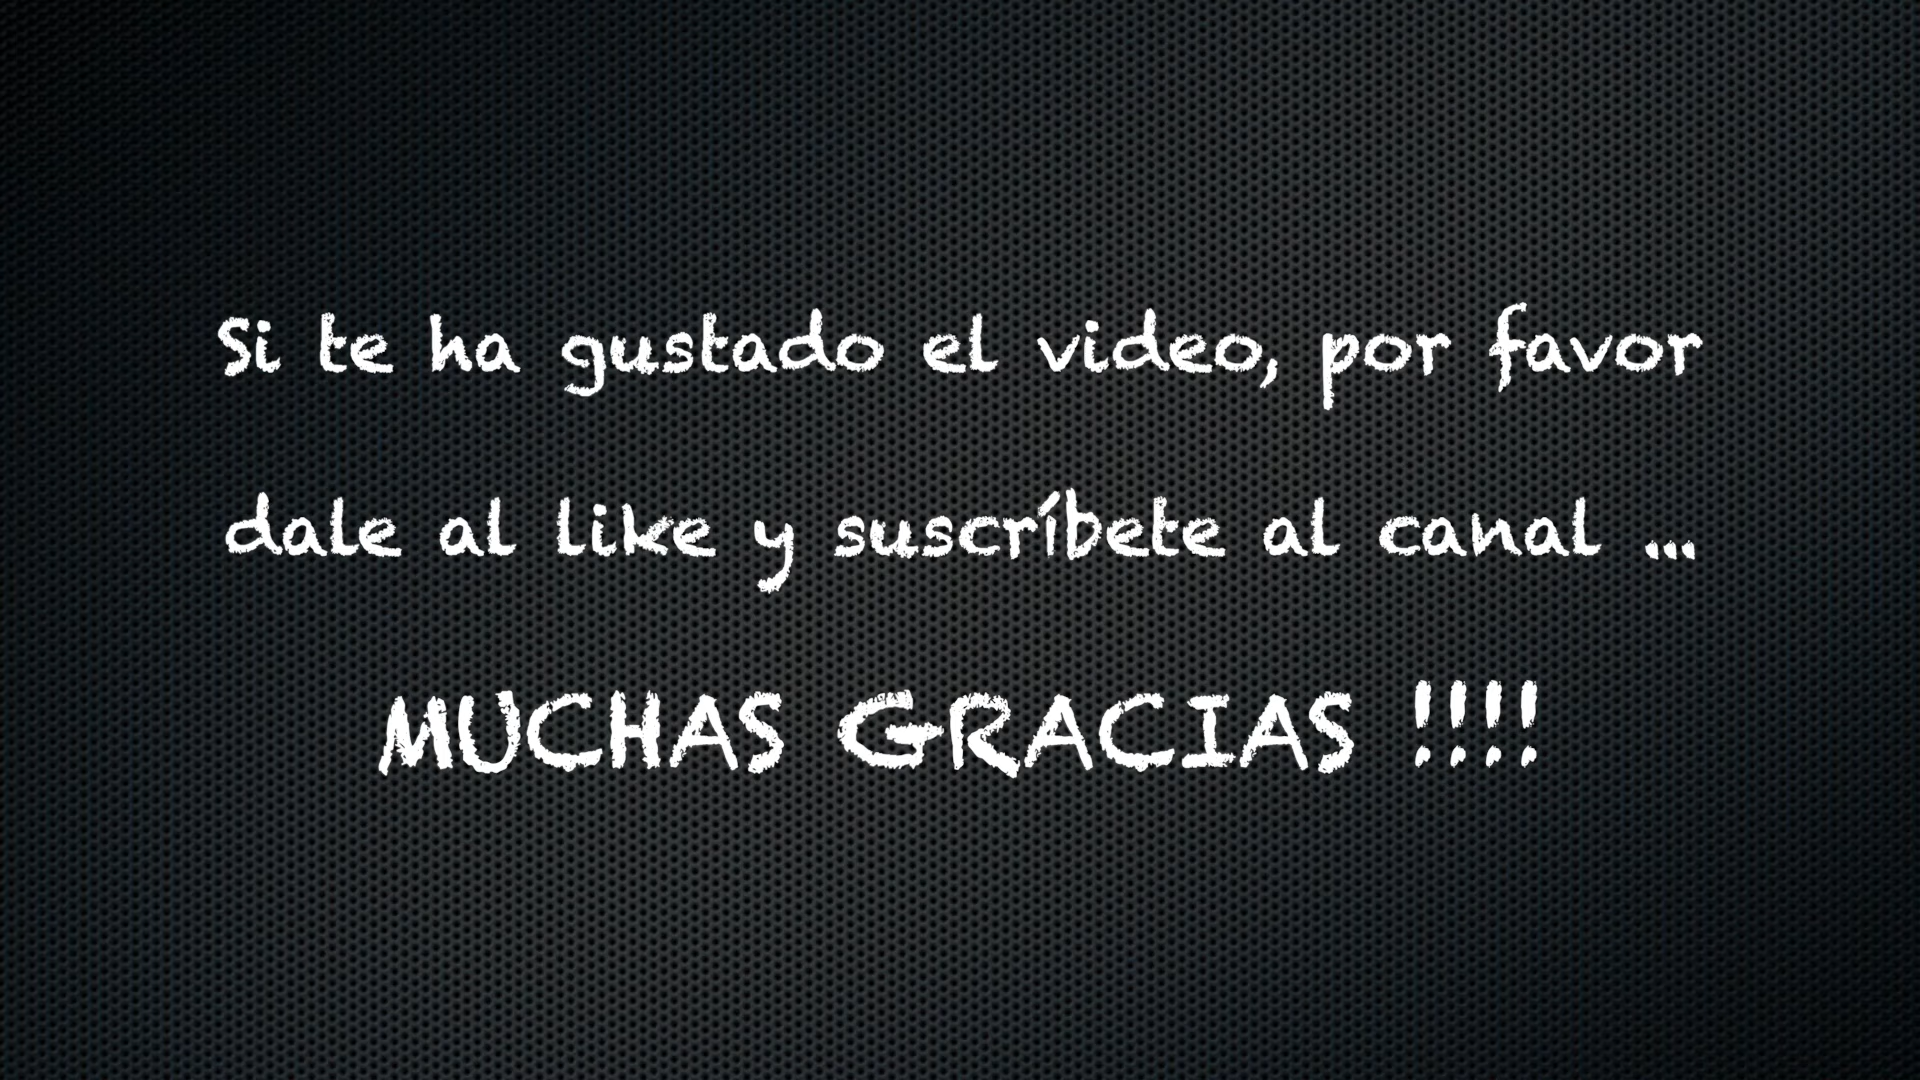 Si te ha gustado el video, por favor
dale al like y suscríbete al canal ...
MUCHAS GRACIAS !!!!